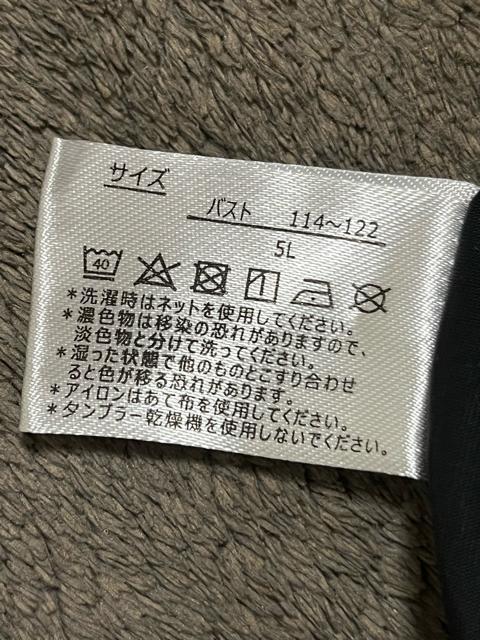 サイズ
バスト 114～122
5L
40
*洗濯時はネットを使用してください。
*濃色物は移染の恐れがありますので、
淡色物と分けて洗ってください。
*湿った状態で他のものとこすり合わせ
ると色が移る恐れがあります。
*アイロンはあて布を使用してください。
*タンブラー乾燥機を使用しないでください。